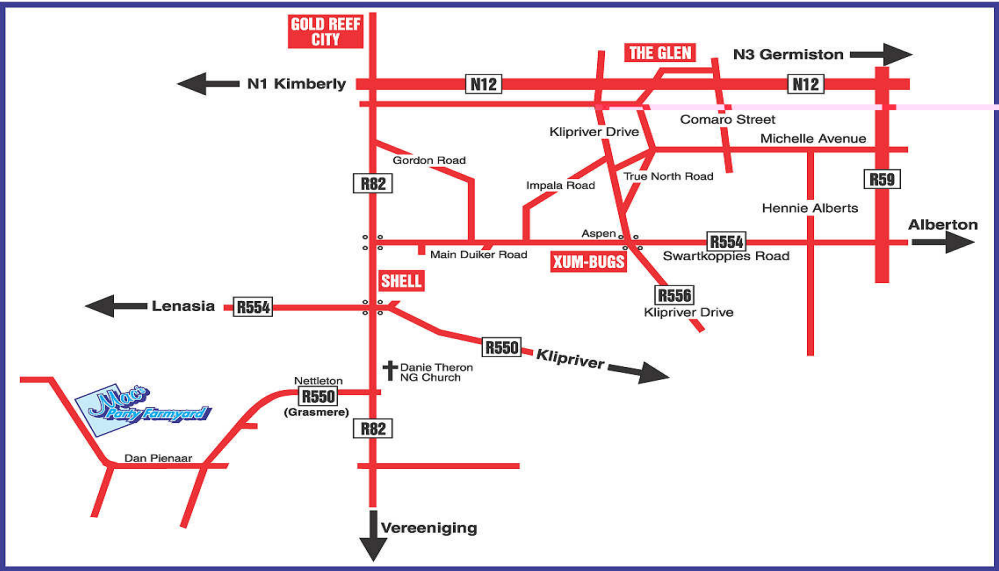 GOLD REEF
CITY
THE GLEN
N3 Germiston
N1 Kimberly
N12
N12
Klipriver Drive
Comaro Street
Michelle Avenue
Gordon Road
R82
Impala Road
True North Road
R59
Hennie Alberts
Alberton
Aspen
R554
Main Duiker Road
XUM-BUGS
Swartkoppies Road
SHELL
R556
Lenasia
R554
Klipriver Drive
R550
Klipriver
Danie Theron
NG Church
Nettleton
R550
(Grasmere)
Mac's
Party Farmyard
R82
Dan Pienaar
Vereeniging